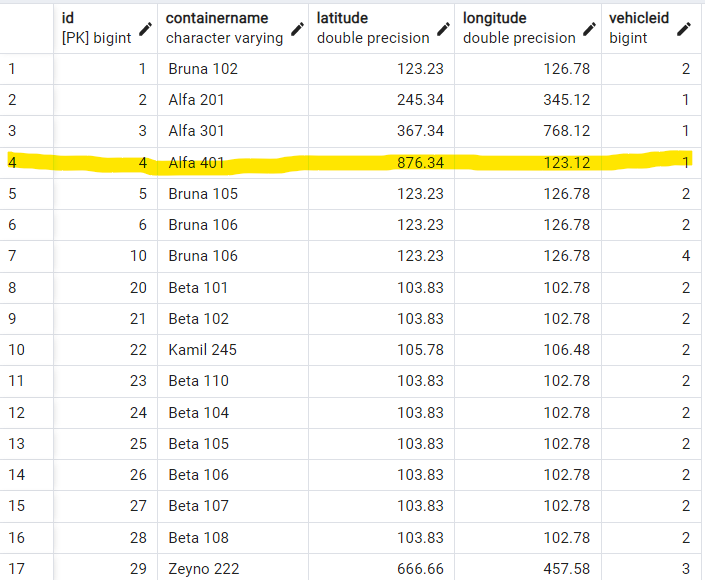 id containername latitude longitude vehicleid
[PK] bigint character varying double precision double precision bigint
1 1 Bruna 102 123.23 126.78 2
2 2 Alfa 201 245.34 345.12 1
3 3 Alfa 301 367.34 768.12 1
4 4 Alfa 401 876.34 123.12 1
5 5 Bruna 105 123.23 126.78 2
6 6 Bruna 106 123.23 126.78 2
7 10 Bruna 106 123.23 126.78 4
8 20 Beta 101 103.83 102.78 2
9 21 Beta 102 103.83 102.78 2
10 22 Kamil 245 105.78 106.48 2
11 23 Beta 110 103.83 102.78 2
12 24 Beta 104 103.83 102.78 2
13 25 Beta 105 103.83 102.78 2
14 26 Beta 106 103.83 102.78 2
15 27 Beta 107 103.83 102.78 2
16 28 Beta 108 103.83 102.78 2
17 29 Zeyno 222 666.66 457.58 3